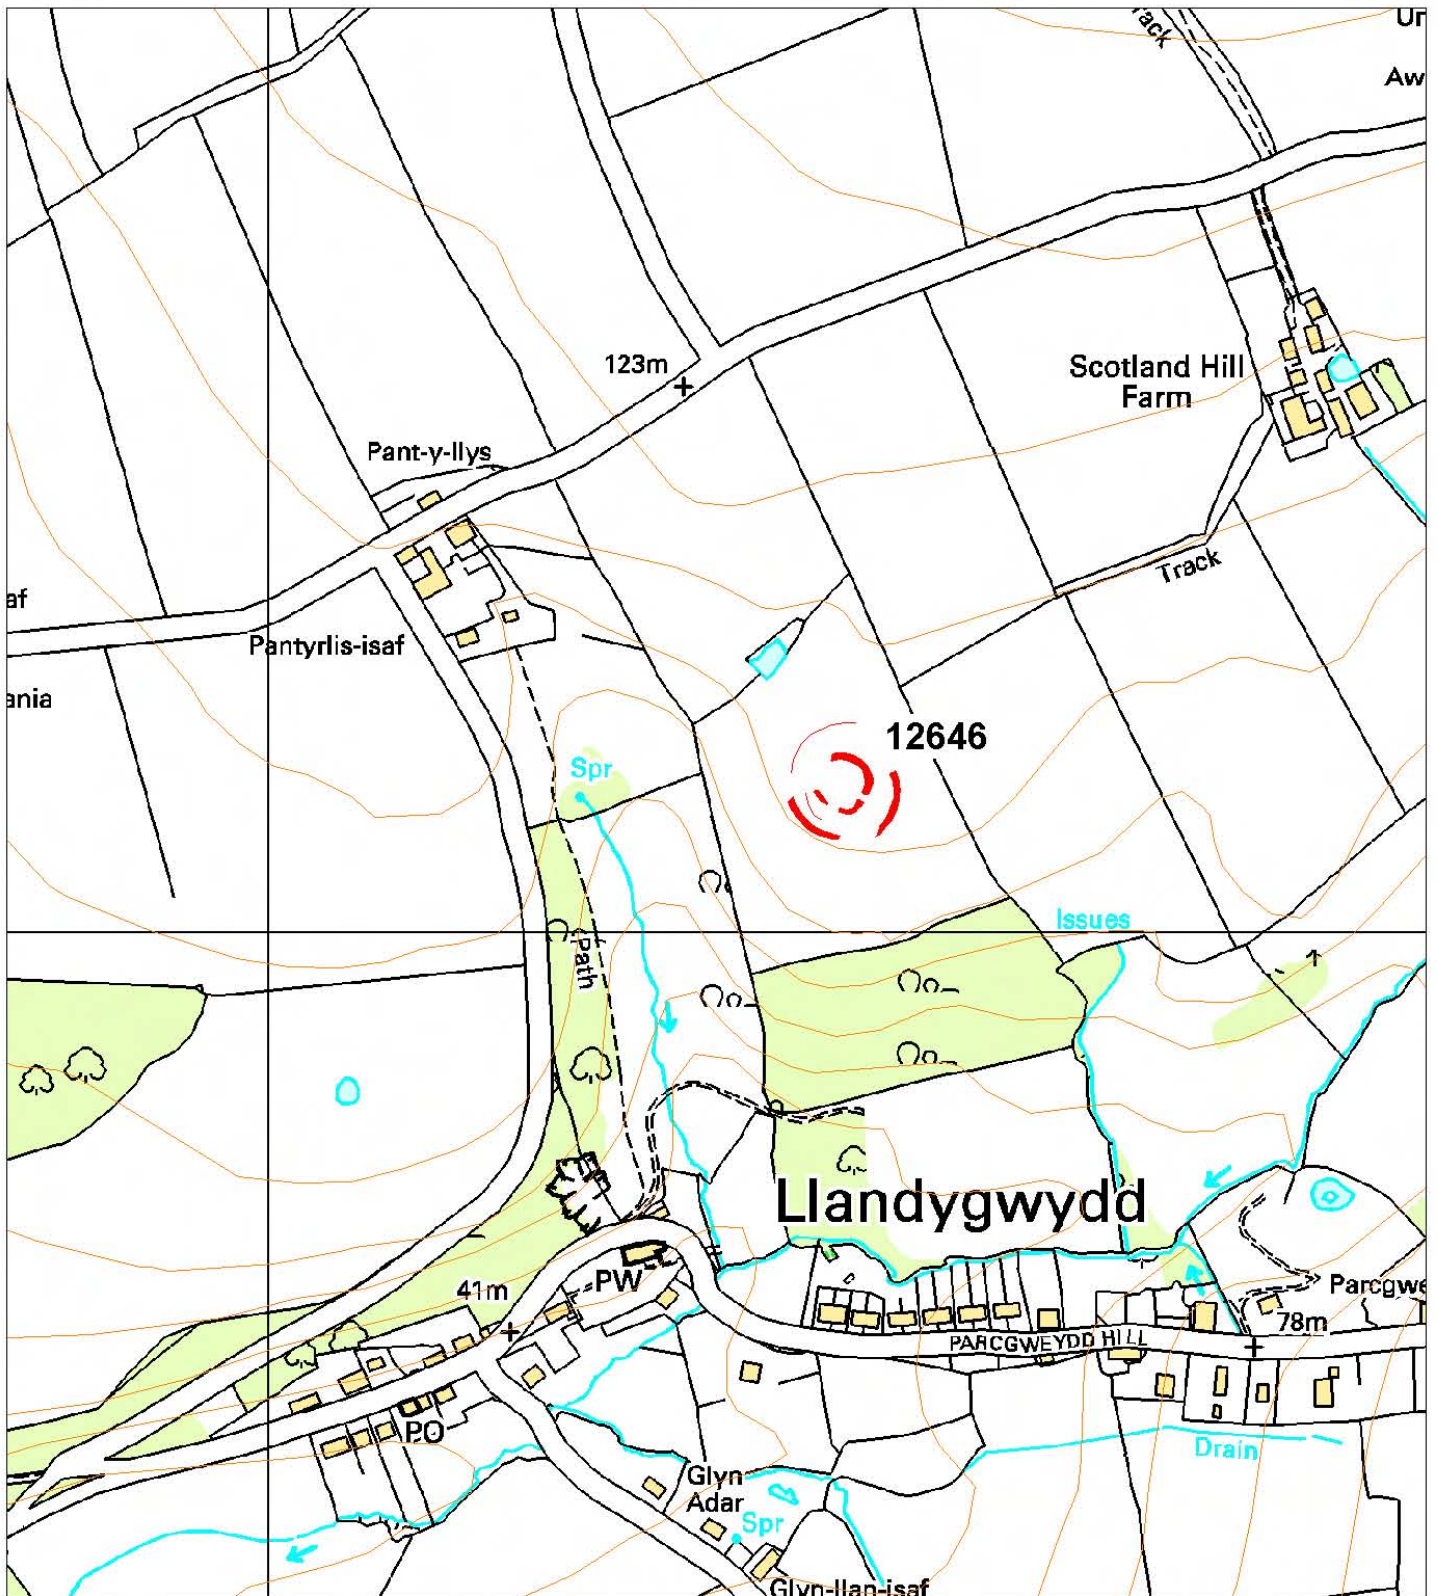 Track
Ur
Aw
123m
Scotland Hill
Farm
Pant-y-llys
Track
af
Pantyrlis-isaf
ania
12646
Spr
Issues
Path
Llandygwydd
PW
41m
Parcgwe
78m
PARCGWEYDD HILL
PO
Drain
Glyn
Adar
Spr
Glyn-llan-isaf